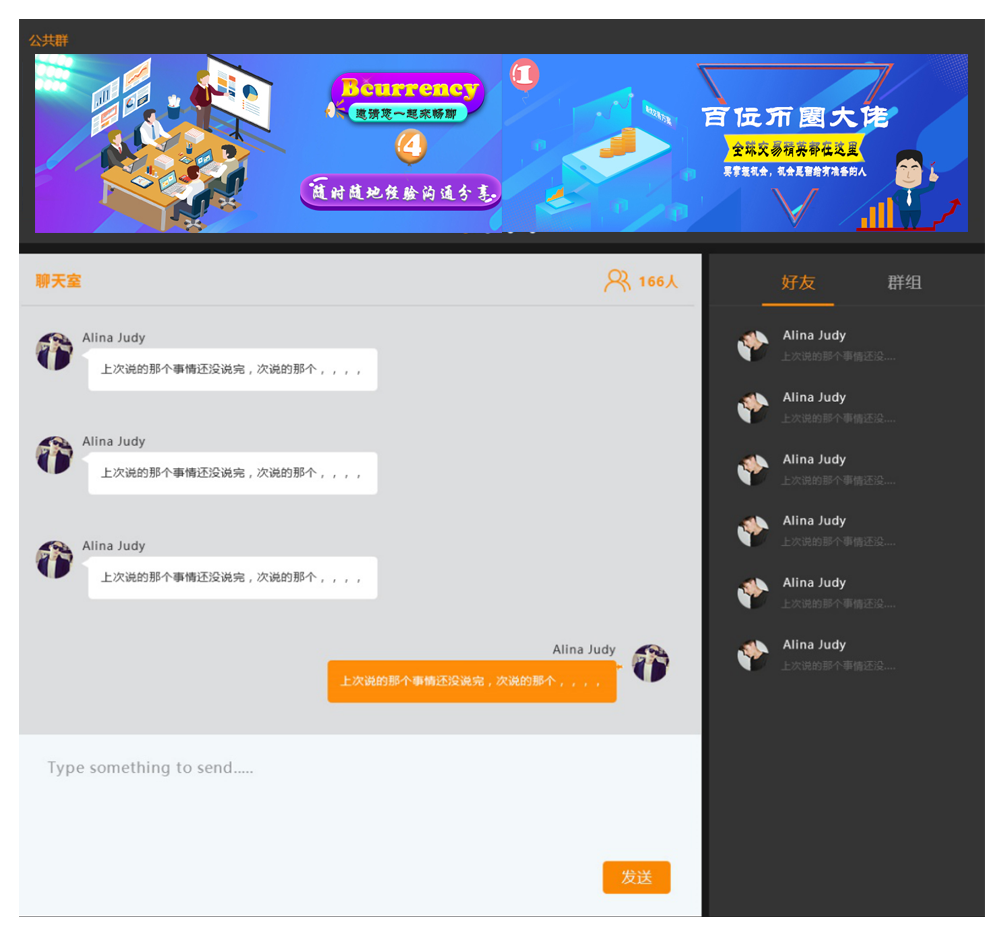 公共群
Bcurrency
邀请您一起来畅聊
4
随时随地经验沟通分享
1
百位币圈大佬
全球交易精英都在这里
要掌握机会，机会是留给有准备的人
聊天室
166人
Alina Judy
上次说的那个事情还没说完，次说的那个，，，，
Alina Judy
上次说的那个事情还没说完，次说的那个，，，，
Alina Judy
上次说的那个事情还没说完，次说的那个，，，，
Alina Judy
上次说的那个事情还没说完，次说的那个，，，，
Type something to send.....
发送
好友 群组
Alina Judy
上次说的那个事情还没....
Alina Judy
上次说的那个事情还没....
Alina Judy
上次说的那个事情还没....
Alina Judy
上次说的那个事情还没....
Alina Judy
上次说的那个事情还没....
Alina Judy
上次说的那个事情还没....